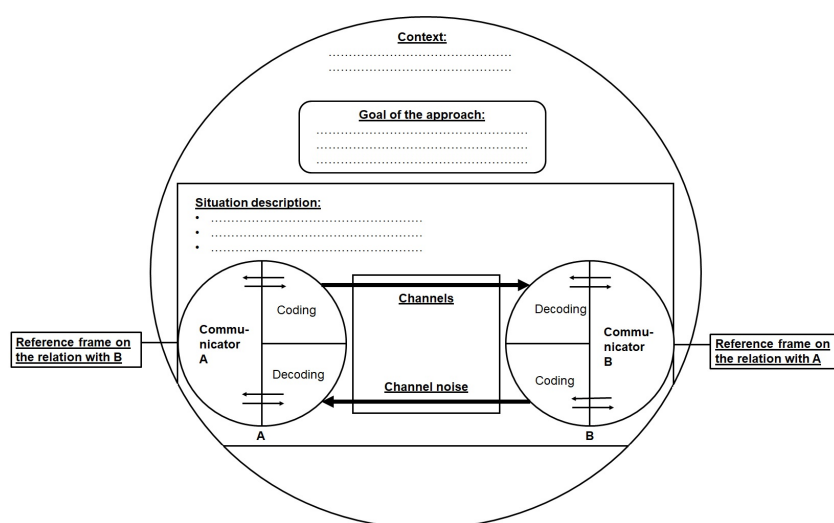 Context:
Goal of the approach:
Situation description:
•
•
•
Coding
Commu-
nicator
A
Decoding
Channels
Channel noise
Decoding
Commu-
nicator
B
Coding
Reference frame on
the relation with B
Reference frame on
the relation with A
A
B